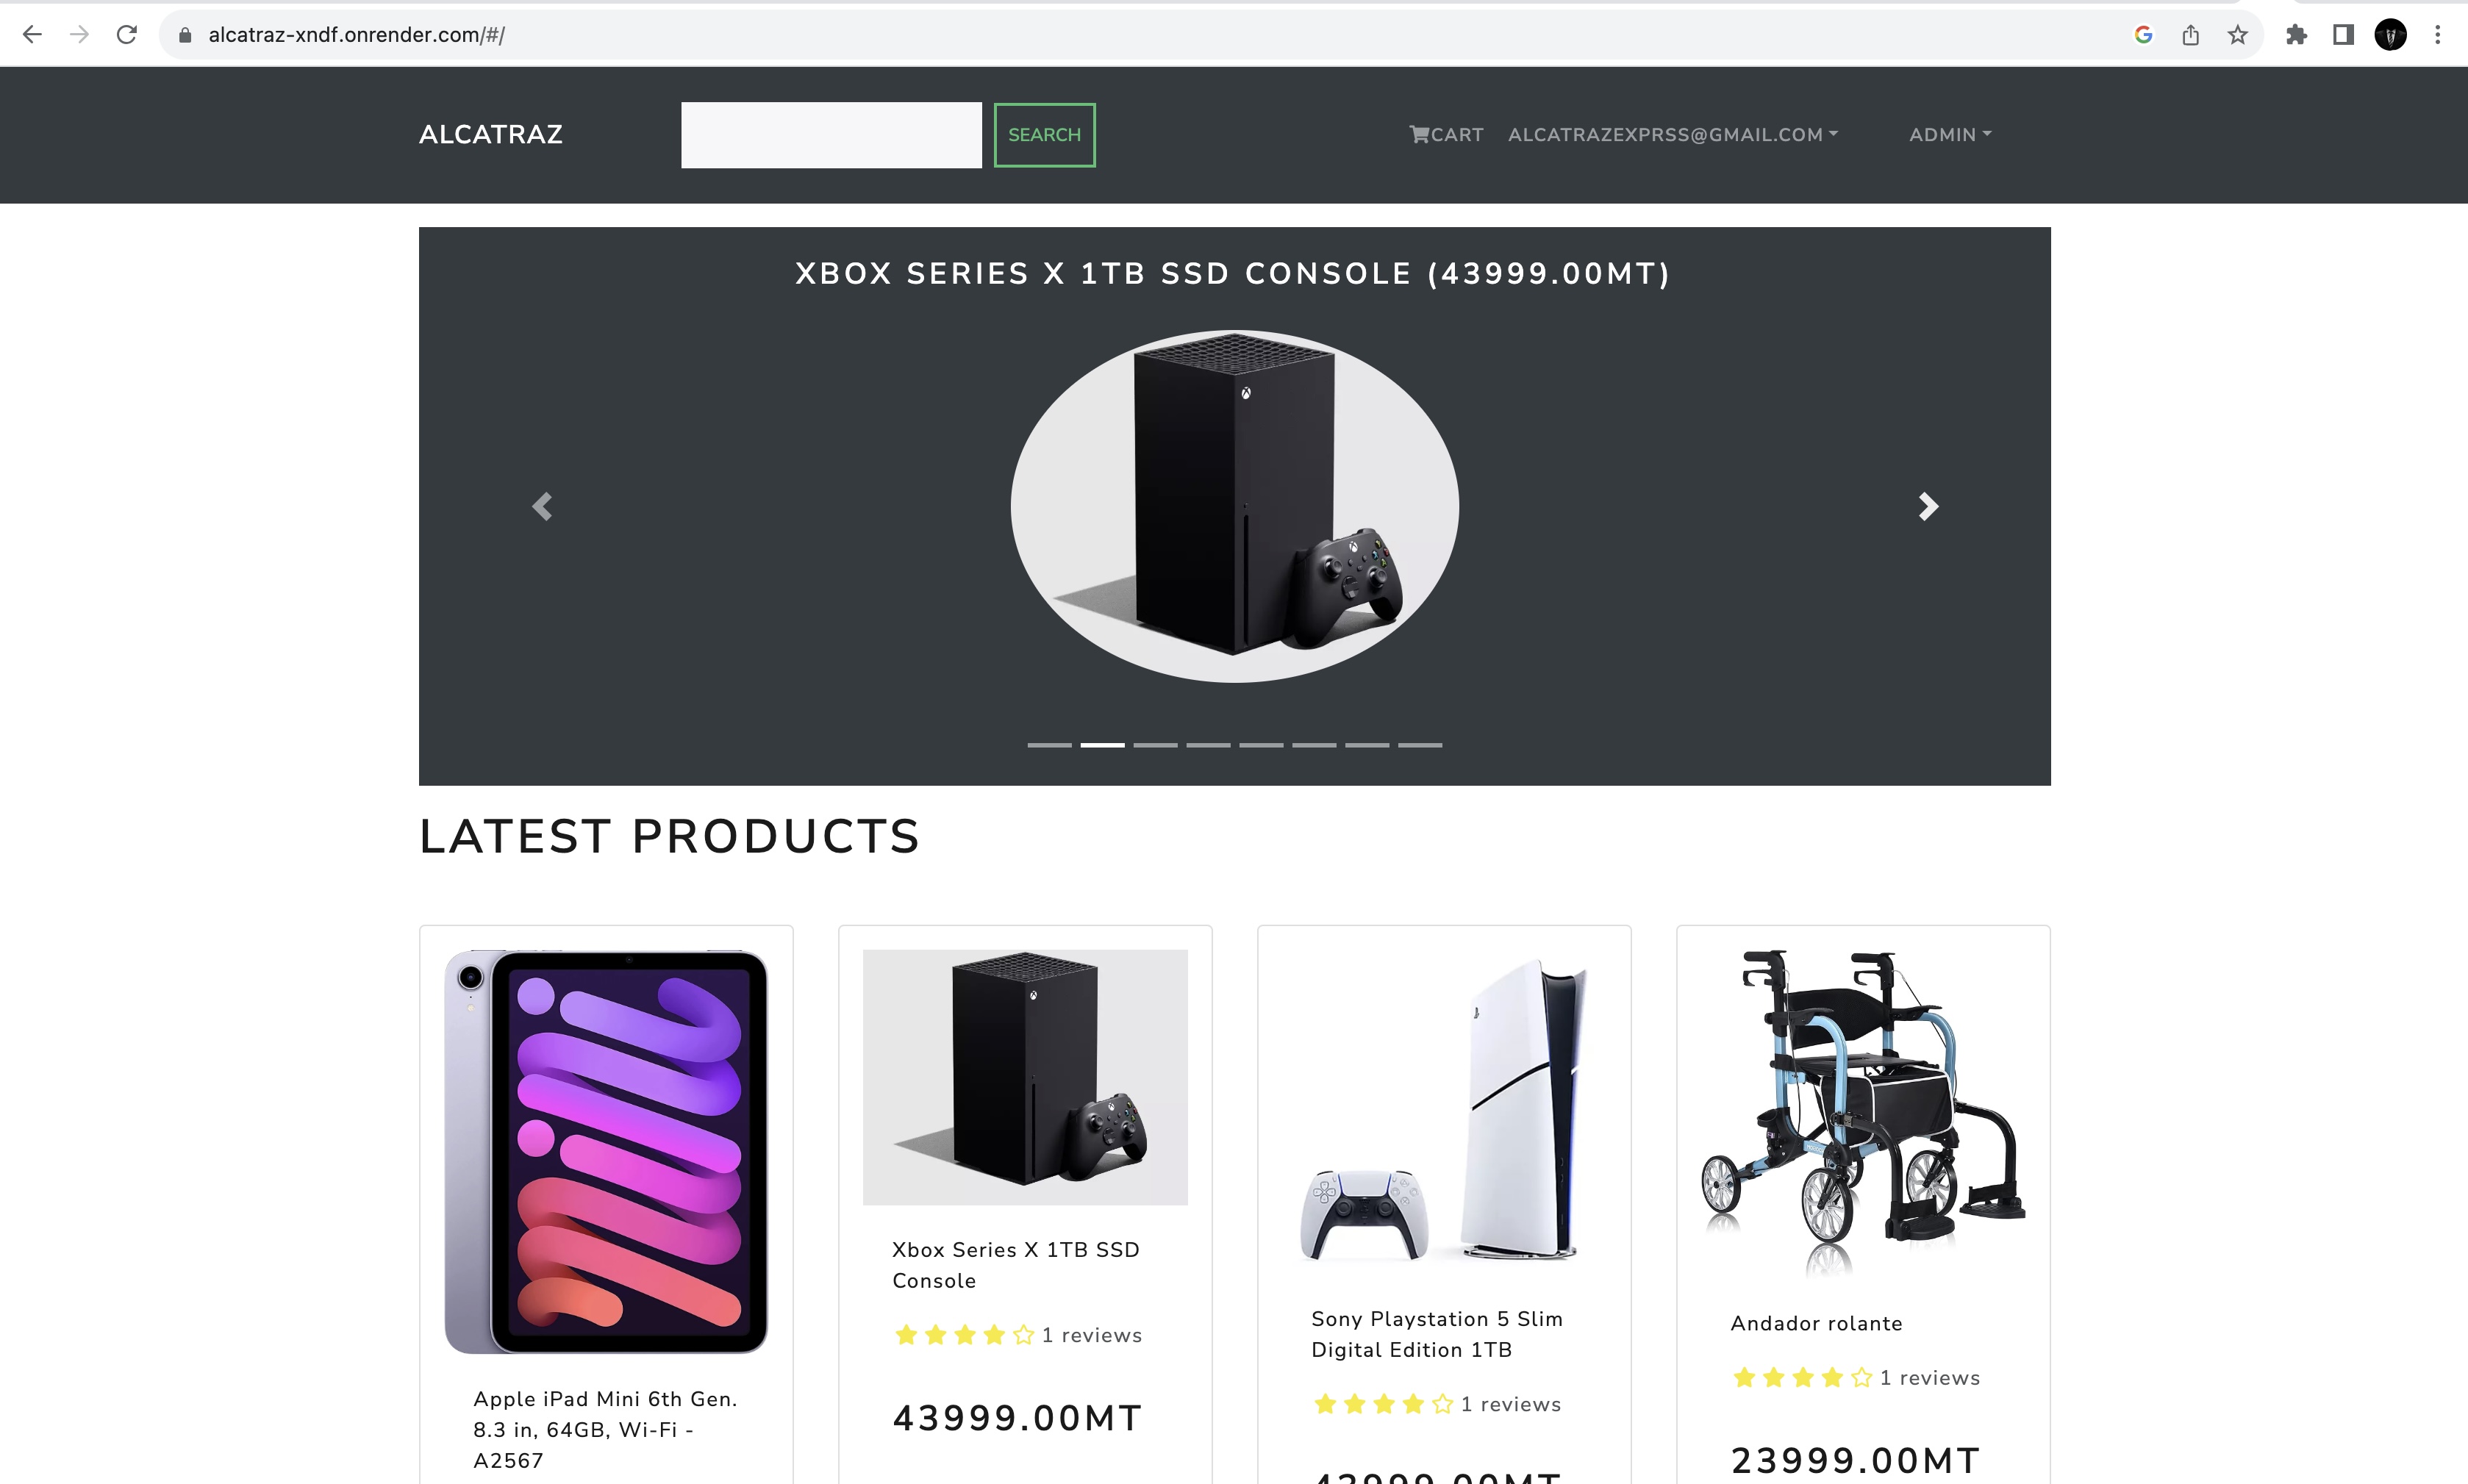 alcatraz-xndf.onrender.com/#/
ALCATRAZ
SEARCH
CART
ALCATRAZEXPRSS@GMAIL.COM
ADMIN
XBOX SERIES X 1TB SSD CONSOLE (43999.00MT)
LATEST PRODUCTS
Apple iPad Mini 6th Gen.
8.3 in, 64GB, Wi-Fi -
A2567
Xbox Series X 1TB SSD
Console
1 reviews
43999.00MT
Sony Playstation 5 Slim
Digital Edition 1TB
1 reviews
43999.00MT
Andador rolante
1 reviews
23999.00MT